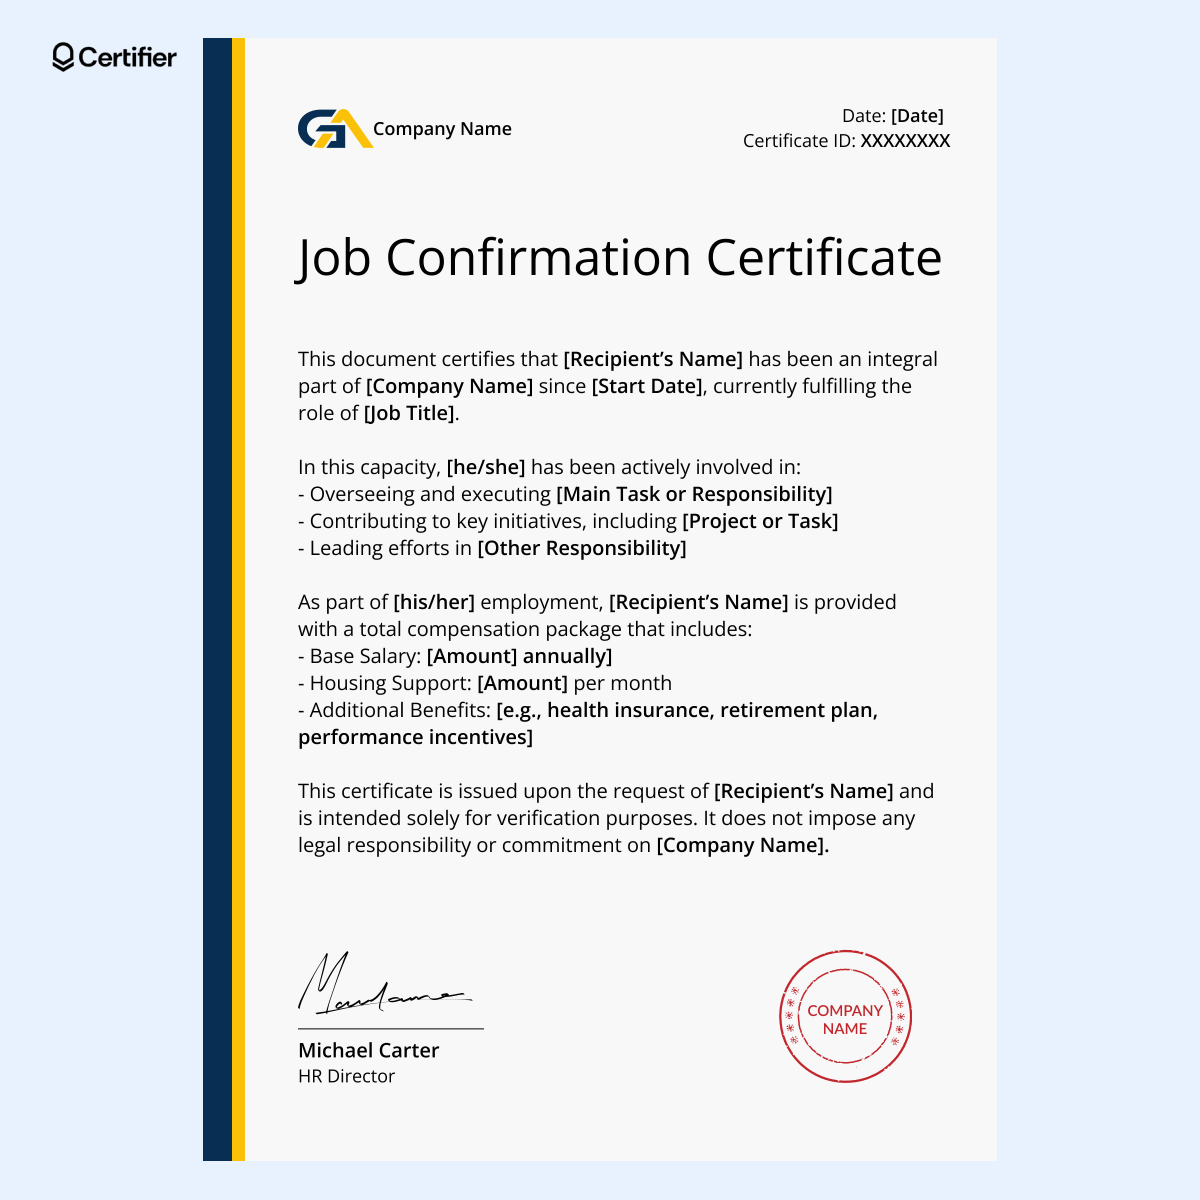 Certifier
GA Company Name
Date: [Date]
Certificate ID: XXXXXXXX
Job Confirmation Certificate
This document certifies that [Recipient’s Name] has been an integral
part of [Company Name] since [Start Date], currently fulfilling the
role of [Job Title].
In this capacity, [he/she] has been actively involved in:
- Overseeing and executing [Main Task or Responsibility]
- Contributing to key initiatives, including [Project or Task]
- Leading efforts in [Other Responsibility]
As part of [his/her] employment, [Recipient’s Name] is provided
with a total compensation package that includes:
- Base Salary: [Amount] annually]
- Housing Support: [Amount] per month
- Additional Benefits: [e.g., health insurance, retirement plan,
performance incentives]
This certificate is issued upon the request of [Recipient’s Name] and
is intended solely for verification purposes. It does not impose any
legal responsibility or commitment on [Company Name].
Michael Carter
HR Director
COMPANY
NAME